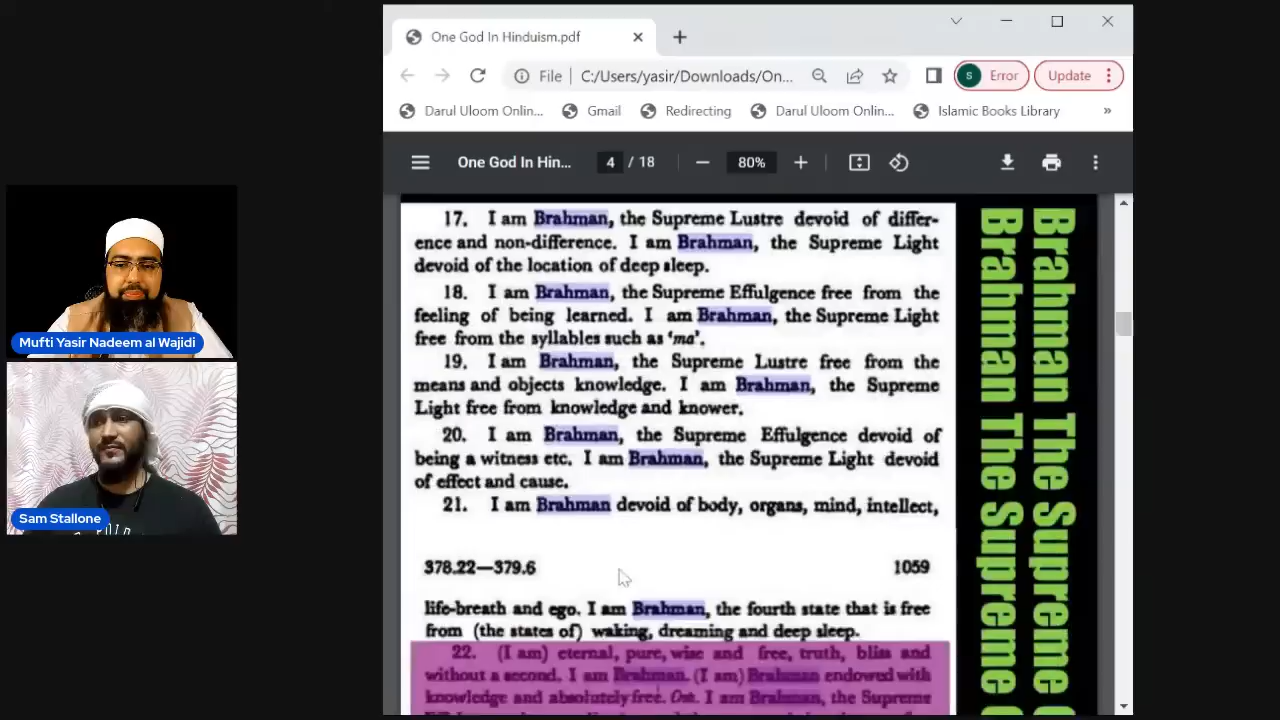 One God In Hinduism.pdf
File
C:/Users/yasir/Downloads/On...
S
Error
Update
Darul Uloom Onlin...
Gmail
Redirecting
Darul Uloom Onlin...
Islamic Books Library
»
One God In Hin...
4 / 18
80%
17. I am Brahman, the Supreme Lustre devoid of differ-
ence and non-difference. I am Brahman, the Supreme Light
devoid of the location of deep sleep.
18. I am Brahman, the Supreme Effulgence free from the
feeling of being learned. I am Brahman, the Supreme Light
free from the syllables such as 'ma'.
19. I am Brahman, the Supreme Lustre free from the
means and objects knowledge. I am Brahman, the Supreme
Light free from knowledge and knower.
20. I am Brahman, the Supreme Effulgence devoid of
being a witness etc. I am Brahman, the Supreme Light devoid
of effect and cause.
21. I am Brahman devoid of body, organs, mind, intellect,
378.22—379.6
1059
life-breath and ego. I am Brahman, the fourth state that is free
from (the states of) waking, dreaming and deep sleep.
22. (I am) eternal, pure, wise and free, truth, bliss and
without a second. I am Brahman. (I am) Brahman endowed with
knowledge and absolutely free. Om. I am Brahman, the Supreme
Brahman The Supreme
Brahman The Supreme
Mufti Yasir Nadeem al Wajidi
Sam Stallone